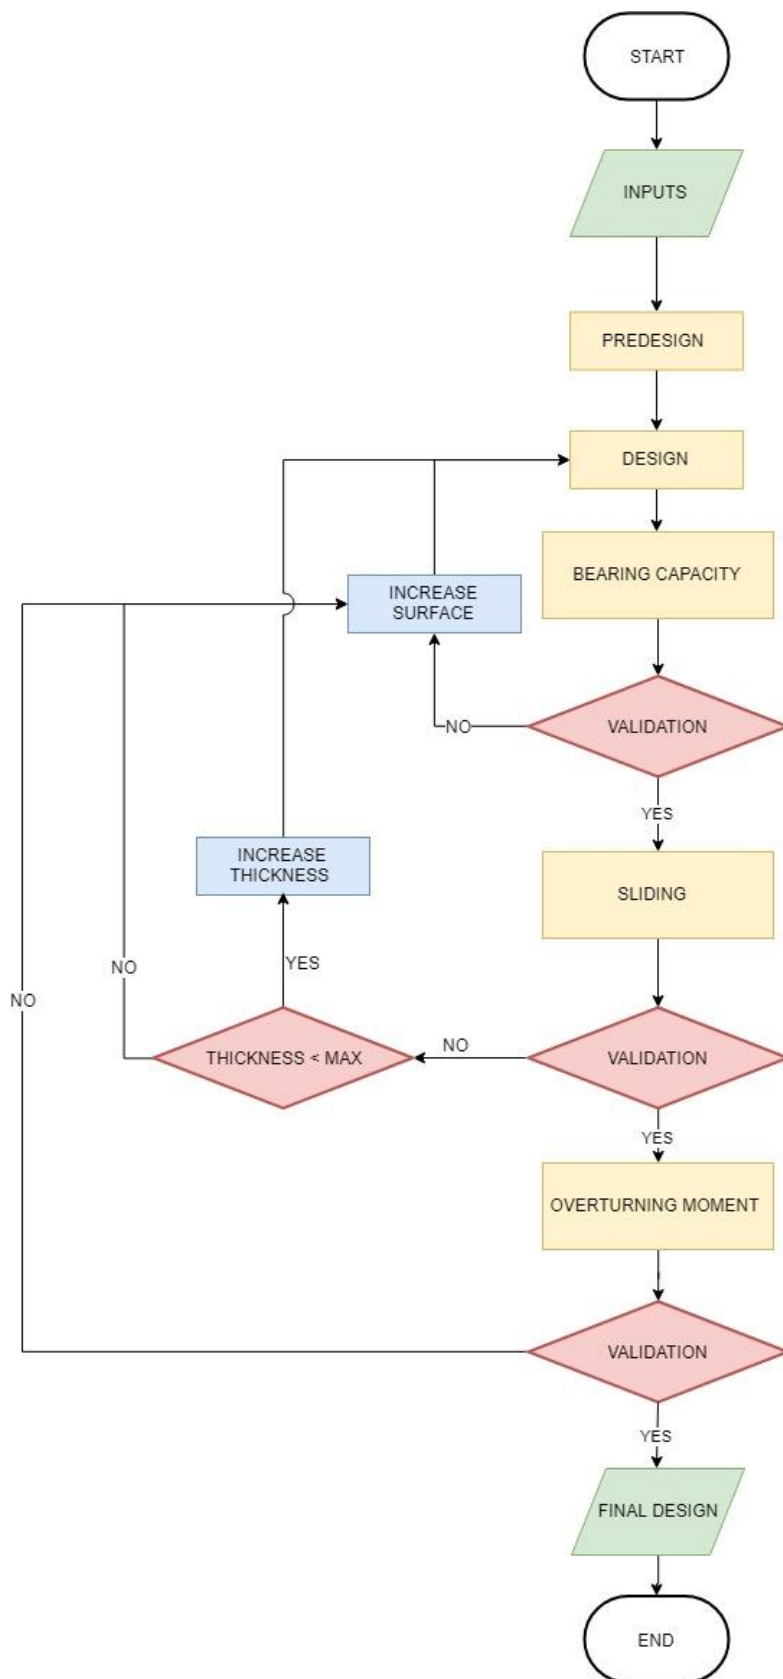 START
INPUTS
PREDESIGN
DESIGN
BEARING CAPACITY
INCREASE
SURFACE
NO
VALIDATION
YES
INCREASE
THICKNESS
SLIDING
NO
NO
YES
THICKNESS < MAX
NO
VALIDATION
YES
OVERTURNING MOMENT
VALIDATION
YES
FINAL DESIGN
END